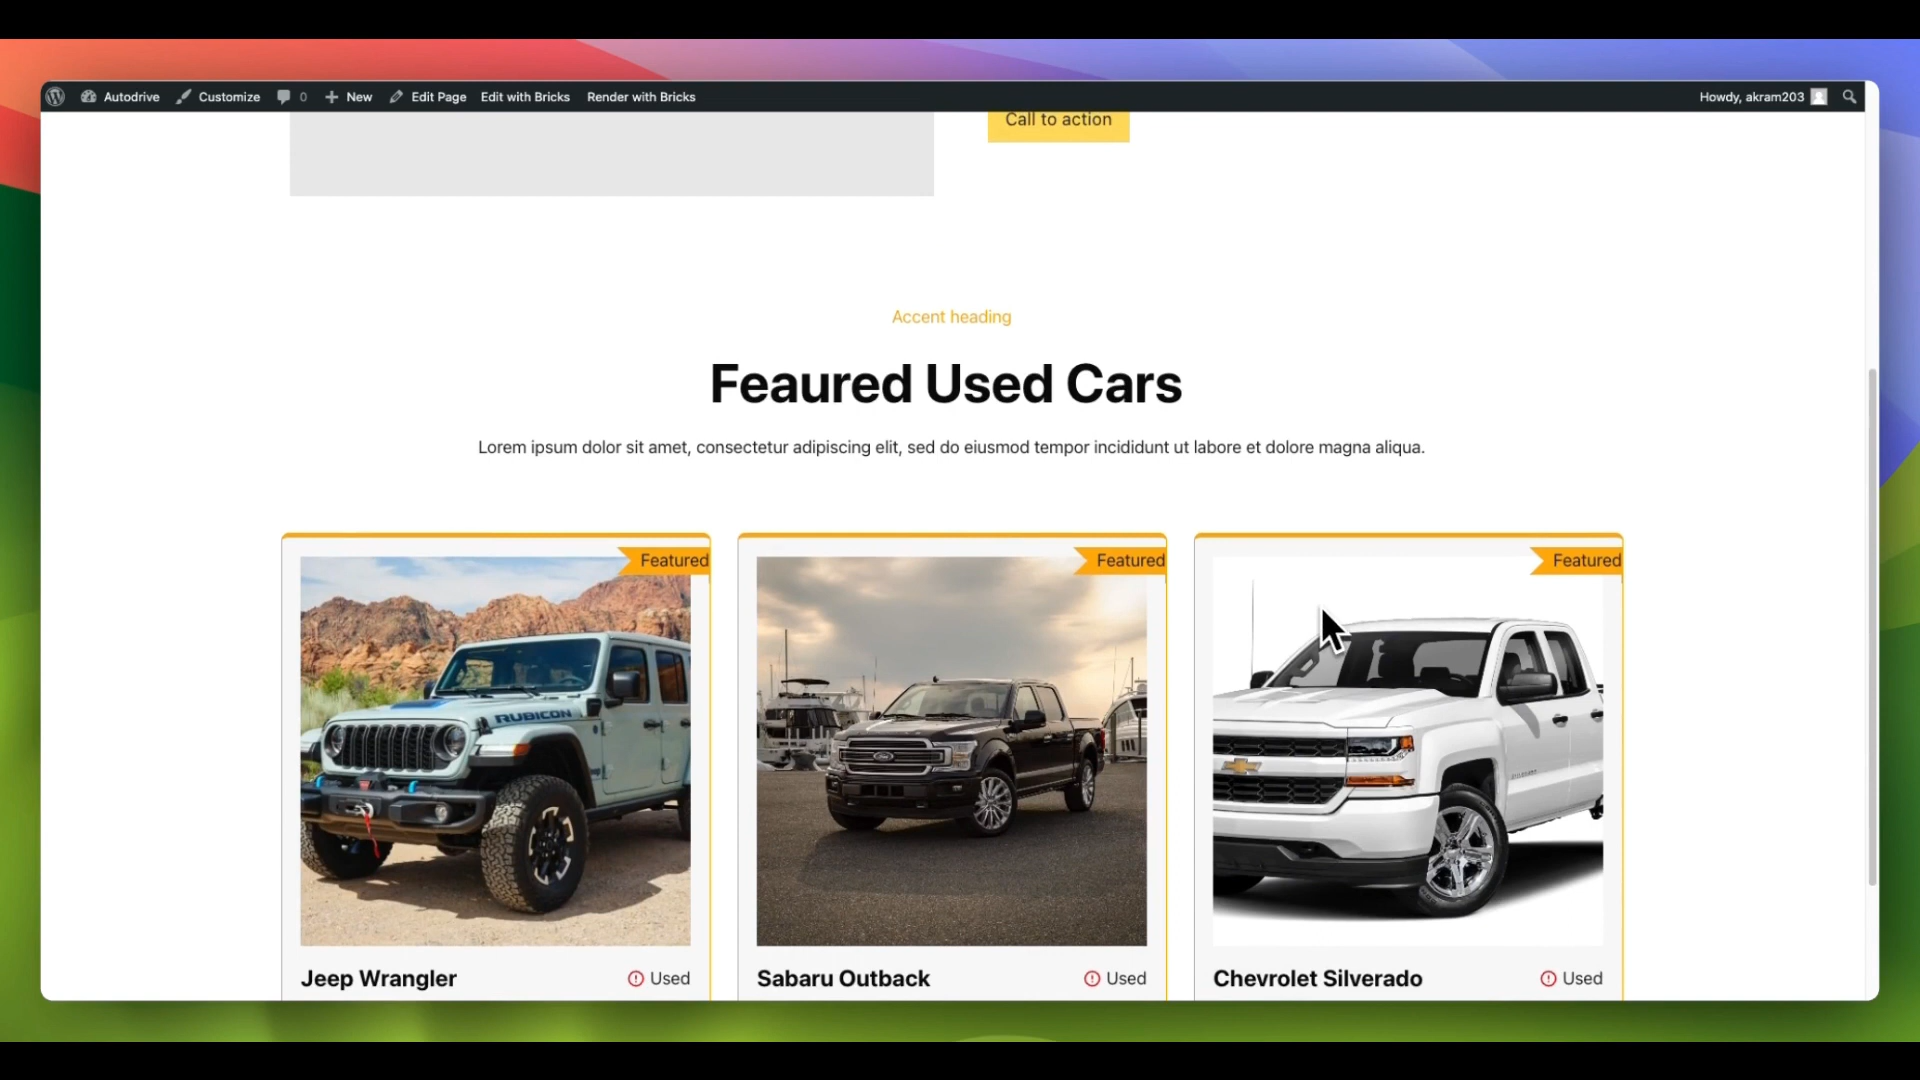 Autodrive Customize 0 New Edit Page Edit with Bricks Render with Bricks Howdy, akram203
Call to action
Accent heading
Feaured Used Cars
Lorem ipsum dolor sit amet, consectetur adipiscing elit, sed do eiusmod tempor incididunt ut labore et dolore magna aliqua.
Featured Featured Featured
RUBICON
Ford
Jeep Wrangler Used Sabaru Outback Used Chevrolet Silverado Used